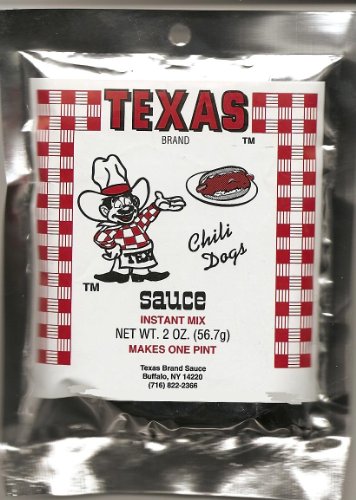 TEXAS
BRAND TM
Chili
Dogs
TEX
TM
sauce
INSTANT MIX
NET WT. 2 OZ. (56.7g)
MAKES ONE PINT
Texas Brand Sauce
Buffalo, NY 14220
(716) 822-2366